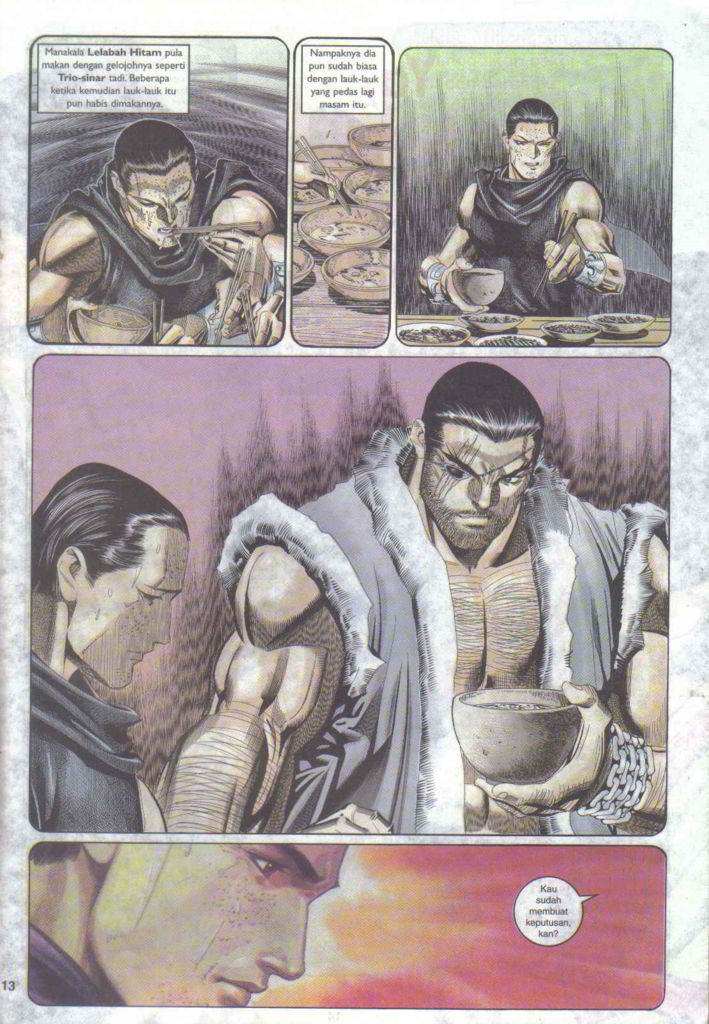 Manakala Lelabah Hitam pula
makan dengan gelojohnya seperti
Trio-sinar tadi. Beberapa
ketika kemudian lauk-lauk itu
pun habis dimakannya.
Nampaknya dia
pun sudah biasa
dengan lauk-lauk
yang pedas lagi
masam itu.
Kau
sudah
membuat
keputusan,
kan?
13